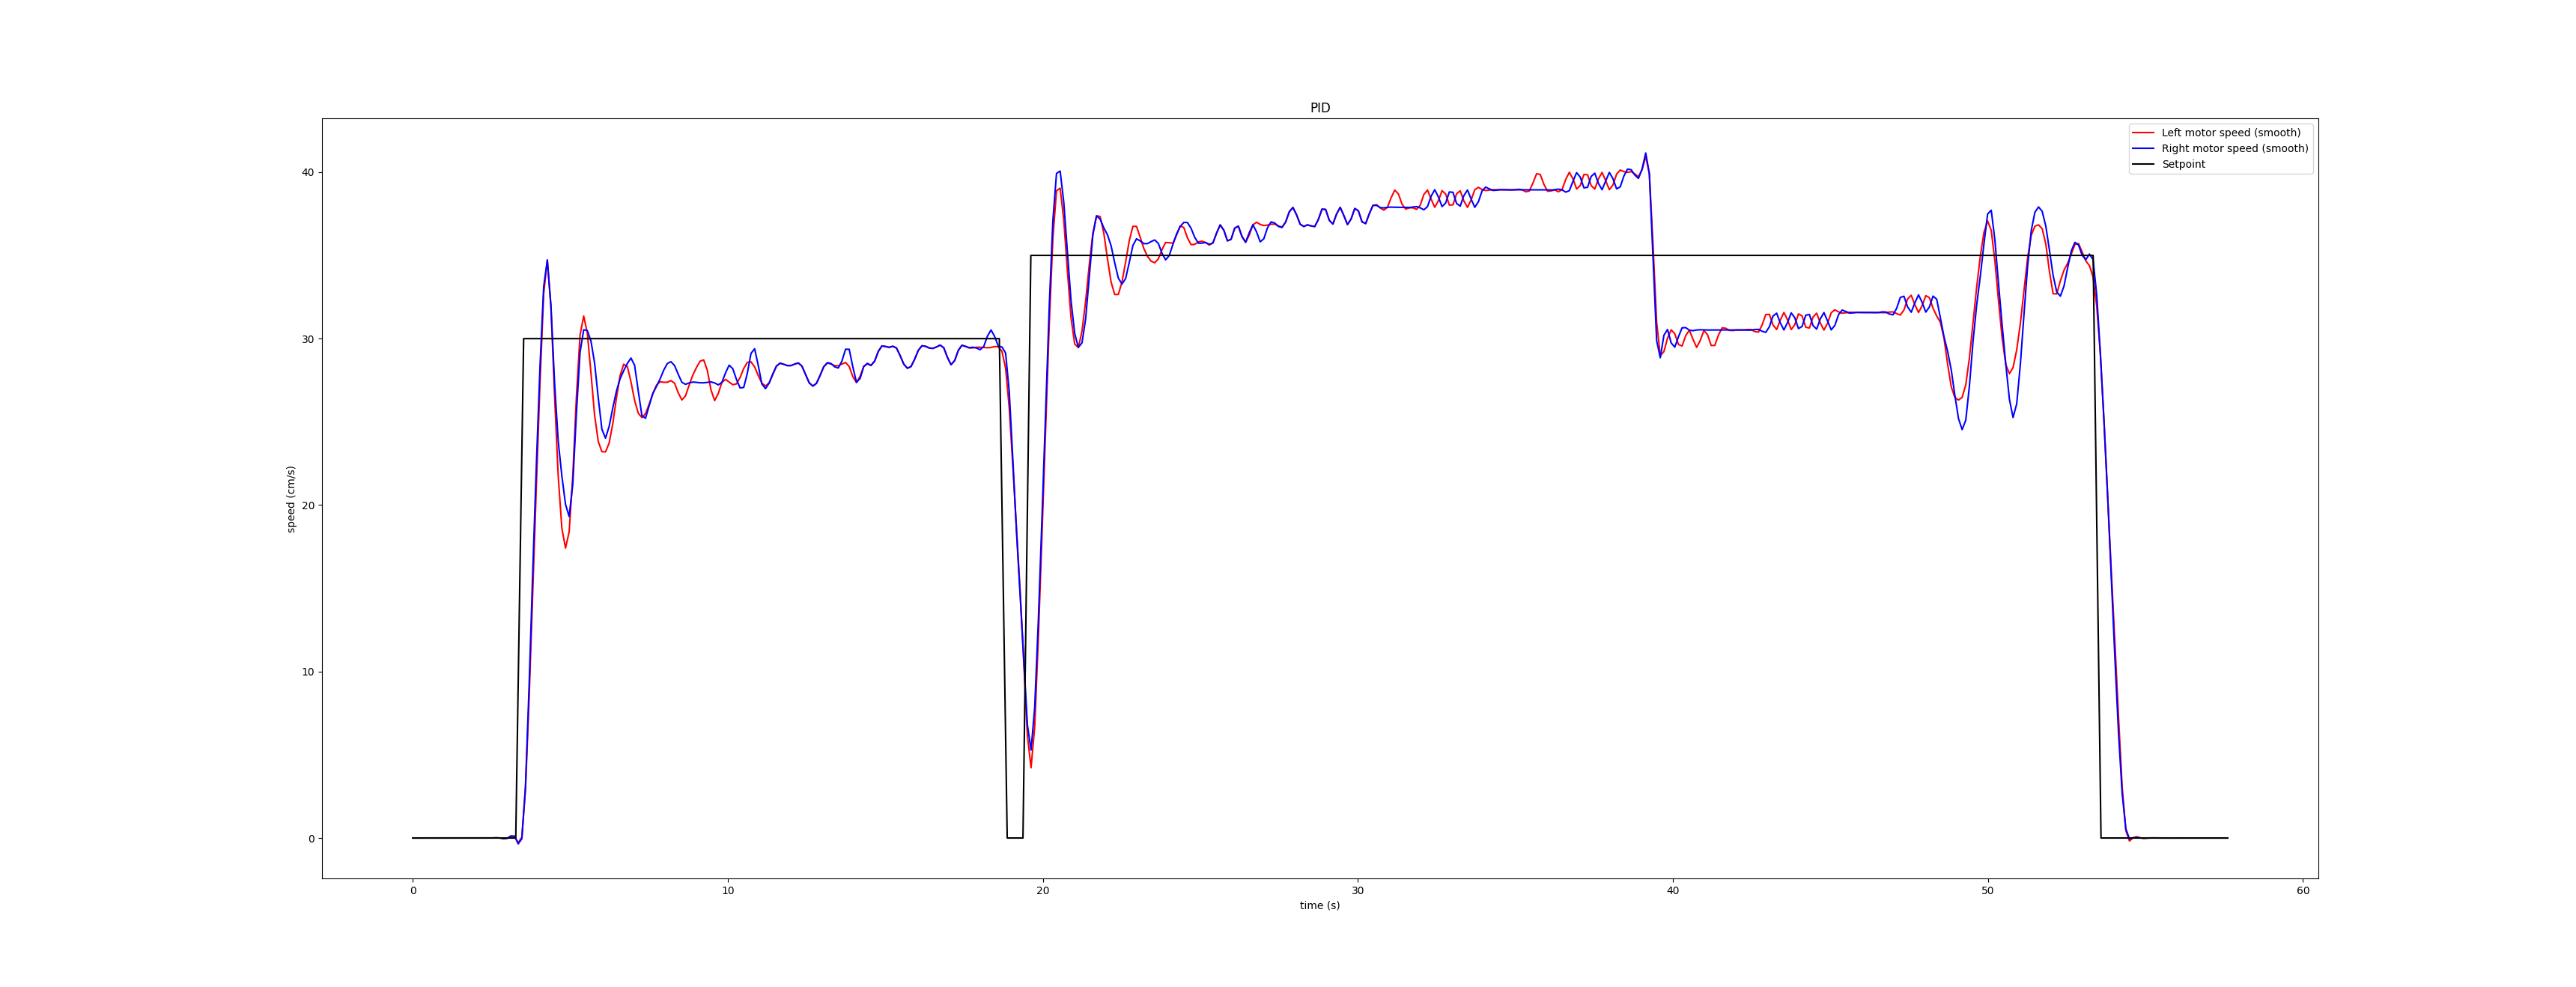 PID
Left motor speed (smooth)
Right motor speed (smooth)
Setpoint
speed (cm/s)
40
30
20
10
0
0 10 20 30 40 50 60
time (s)